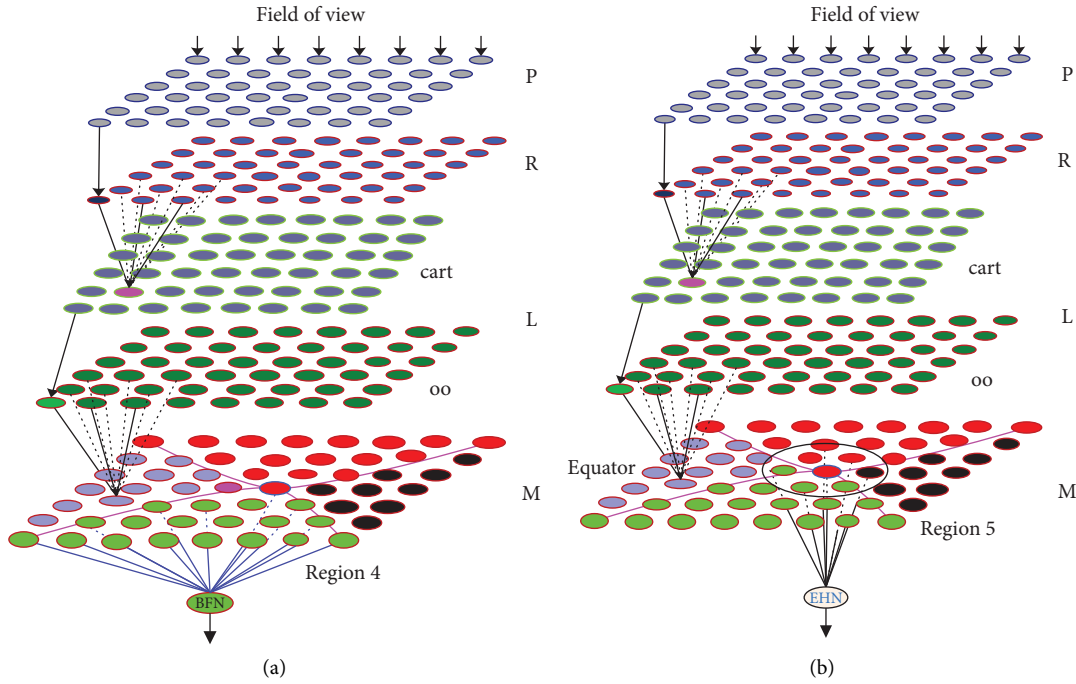 Field of view
P
R
cart
L
oo
M
Region 4
BFN
(a)
Field of view
P
R
cart
L
oo
Equator
M
Region 5
EHN
(b)